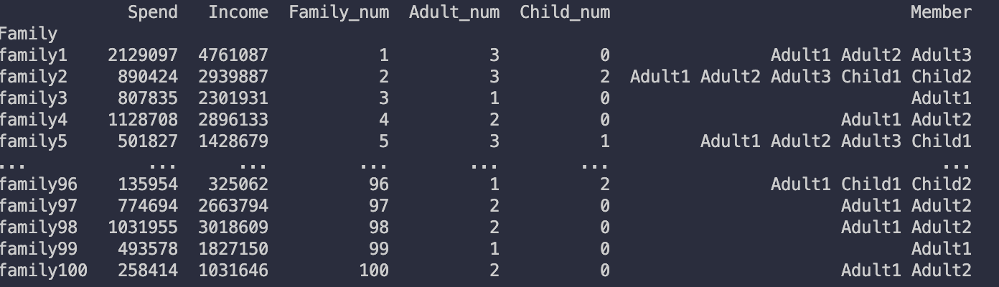 Spend Income Family_num Adult_num Child_num Member
Family
family1 2129097 4761087 1 3 0 Adult1 Adult2 Adult3
family2 890424 2939887 2 3 2 Adult1 Adult2 Adult3 Child1 Child2
family3 807835 2301931 3 1 0 Adult1
family4 1128708 2896133 4 2 0 Adult1 Adult2
family5 501827 1428679 5 3 1 Adult1 Adult2 Adult3 Child1
... ... ... ... ... ... ...
family96 135954 325062 96 1 2 Adult1 Child1 Child2
family97 774694 2663794 97 2 0 Adult1 Adult2
family98 1031955 3018609 98 2 0 Adult1 Adult2
family99 493578 1827150 99 1 0 Adult1
family100 258414 1031646 100 2 0 Adult1 Adult2